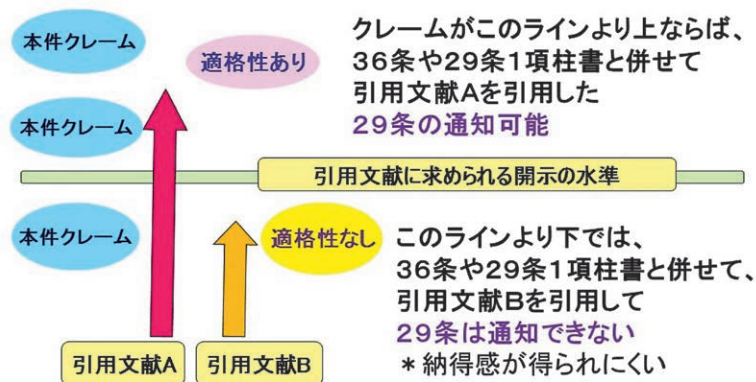 本件クレーム
適格性あり
クレームがこのラインより上ならば、
36条や29条1項柱書と併せて
引用文献Aを引用した
29条の通知可能
本件クレーム
引用文献に求められる開示の水準
本件クレーム
適格性なし
このラインより下では、
36条や29条1項柱書と併せて、
引用文献Bを引用して
29条は通知できない
＊納得感が得られにくい
引用文献A
引用文献B